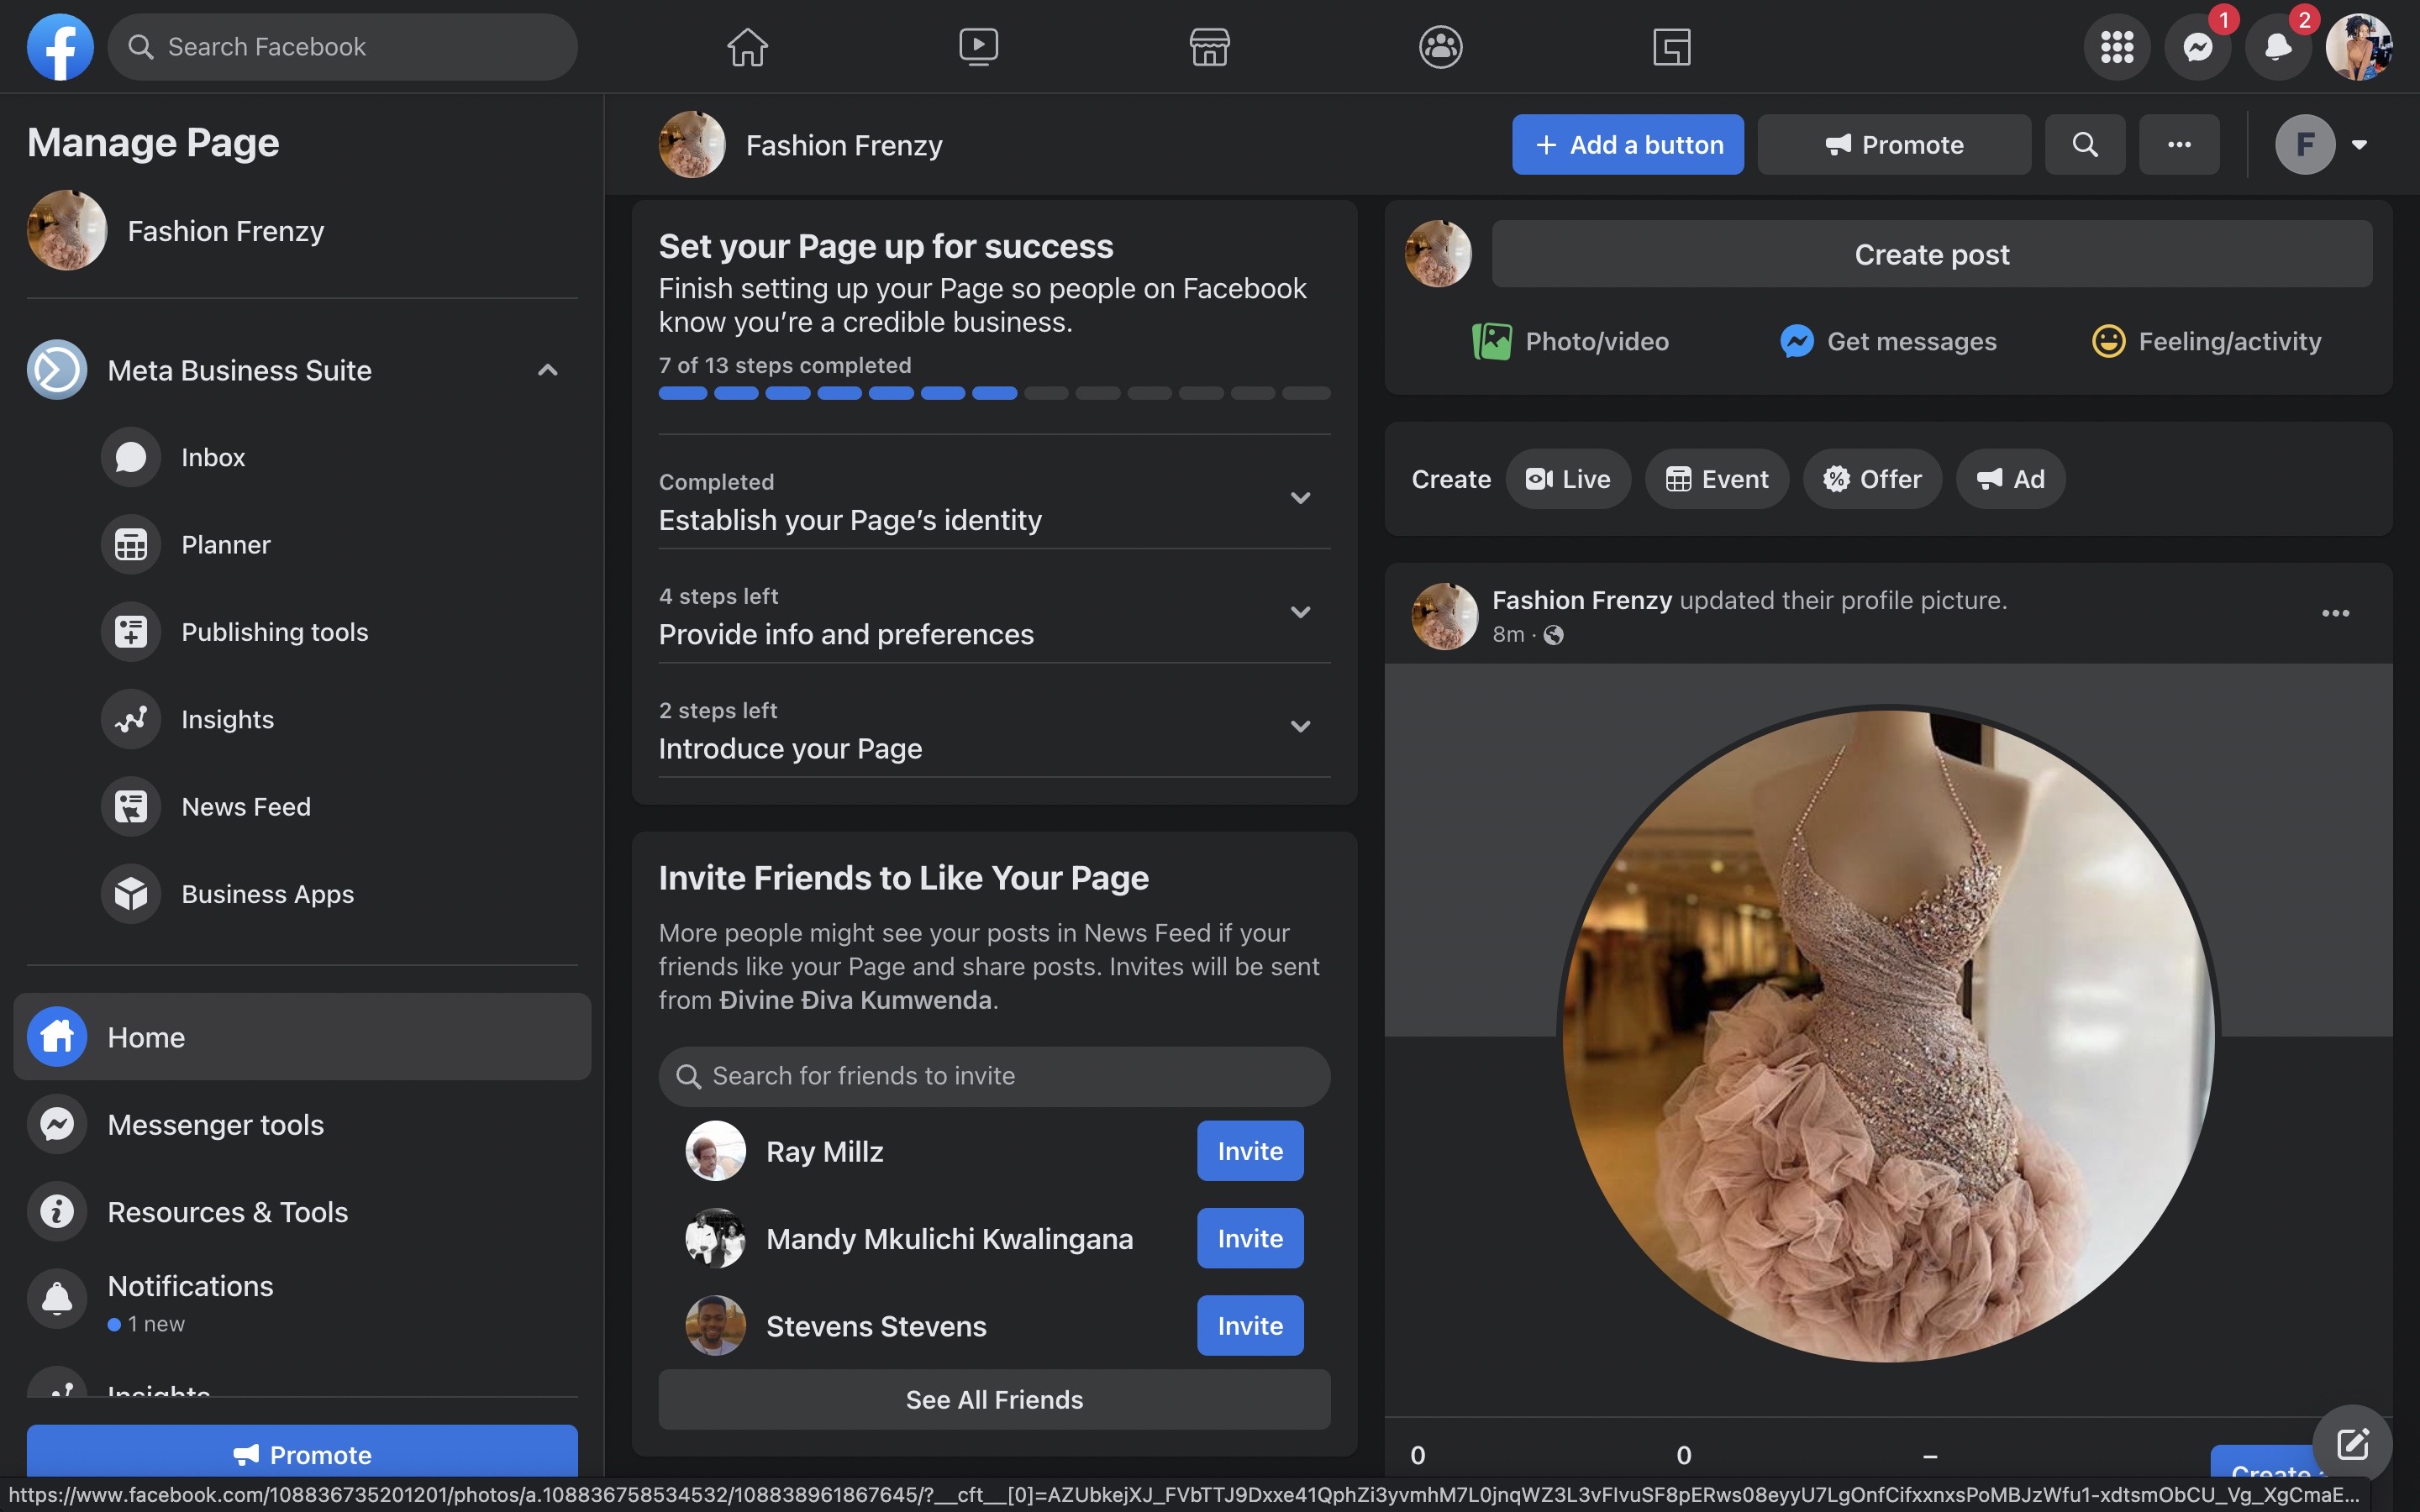 Search Facebook
1
2
Manage Page
Fashion Frenzy
Meta Business Suite
Inbox
Planner
Publishing tools
Insights
News Feed
Business Apps
Home
Messenger tools
Resources & Tools
Notifications
1 new
Insights
Promote
Fashion Frenzy
+ Add a button
Promote
F
Set your Page up for success
Finish setting up your Page so people on Facebook
know you’re a credible business.
7 of 13 steps completed
Completed
Establish your Page’s identity
4 steps left
Provide info and preferences
2 steps left
Introduce your Page
Invite Friends to Like Your Page
More people might see your posts in News Feed if your
friends like your Page and share posts. Invites will be sent
from Đivine Điva Kumwenda.
Search for friends to invite
Ray Millz
Invite
Mandy Mkulichi Kwalingana
Invite
Stevens Stevens
Invite
See All Friends
Create post
Photo/video
Get messages
Feeling/activity
Create
Live
Event
Offer
Ad
Fashion Frenzy updated their profile picture.
8m ·
0
0
–
Create
https://www.facebook.com/108836735201201/photos/a.108836758534532/108838961867645/?__cft__[0]=AZUbkejXJ_FVbTTJ9Dxxe41QphZi3yvmhM7L0jnqWZ3L3vFlvuSF8pERws08eyyU7LgOnfCifxxnxsPoMBJzWfu1-xdtsmObCU_Vg_XgCmaE...